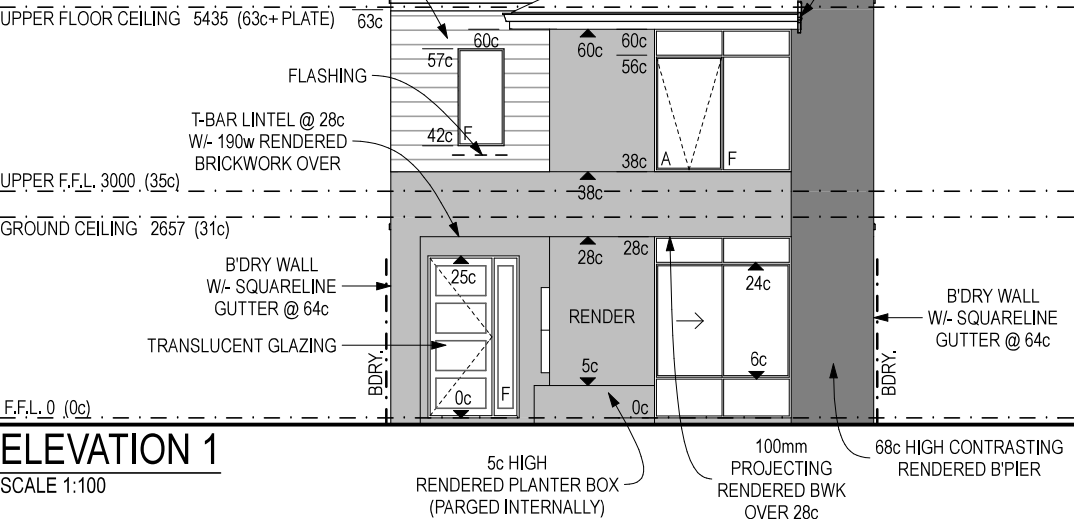 UPPER FLOOR CEILING 5435 (63c+PLATE) 63c
60c
57c
60c
60c
56c
FLASHING
T-BAR LINTEL @ 28c
W/- 190w RENDERED
BRICKWORK OVER
42c F
38c A F
UPPER F.F.L. 3000 (35c)
38c
GROUND CEILING 2657 (31c)
28c
28c
B'DRY WALL
W/- SQUARELINE
GUTTER @ 64c
25c
24c
B'DRY WALL
W/- SQUARELINE
GUTTER @ 64c
RENDER
TRANSLUCENT GLAZING
5c
6c
BDRY.
BDRY.
0c F
0c
F.F.L. 0 (0c)
ELEVATION 1
SCALE 1:100
5c HIGH
RENDERED PLANTER BOX
(PARGED INTERNALLY)
100mm
PROJECTING
RENDERED BWK
OVER 28c
68c HIGH CONTRASTING
RENDERED B'PIER